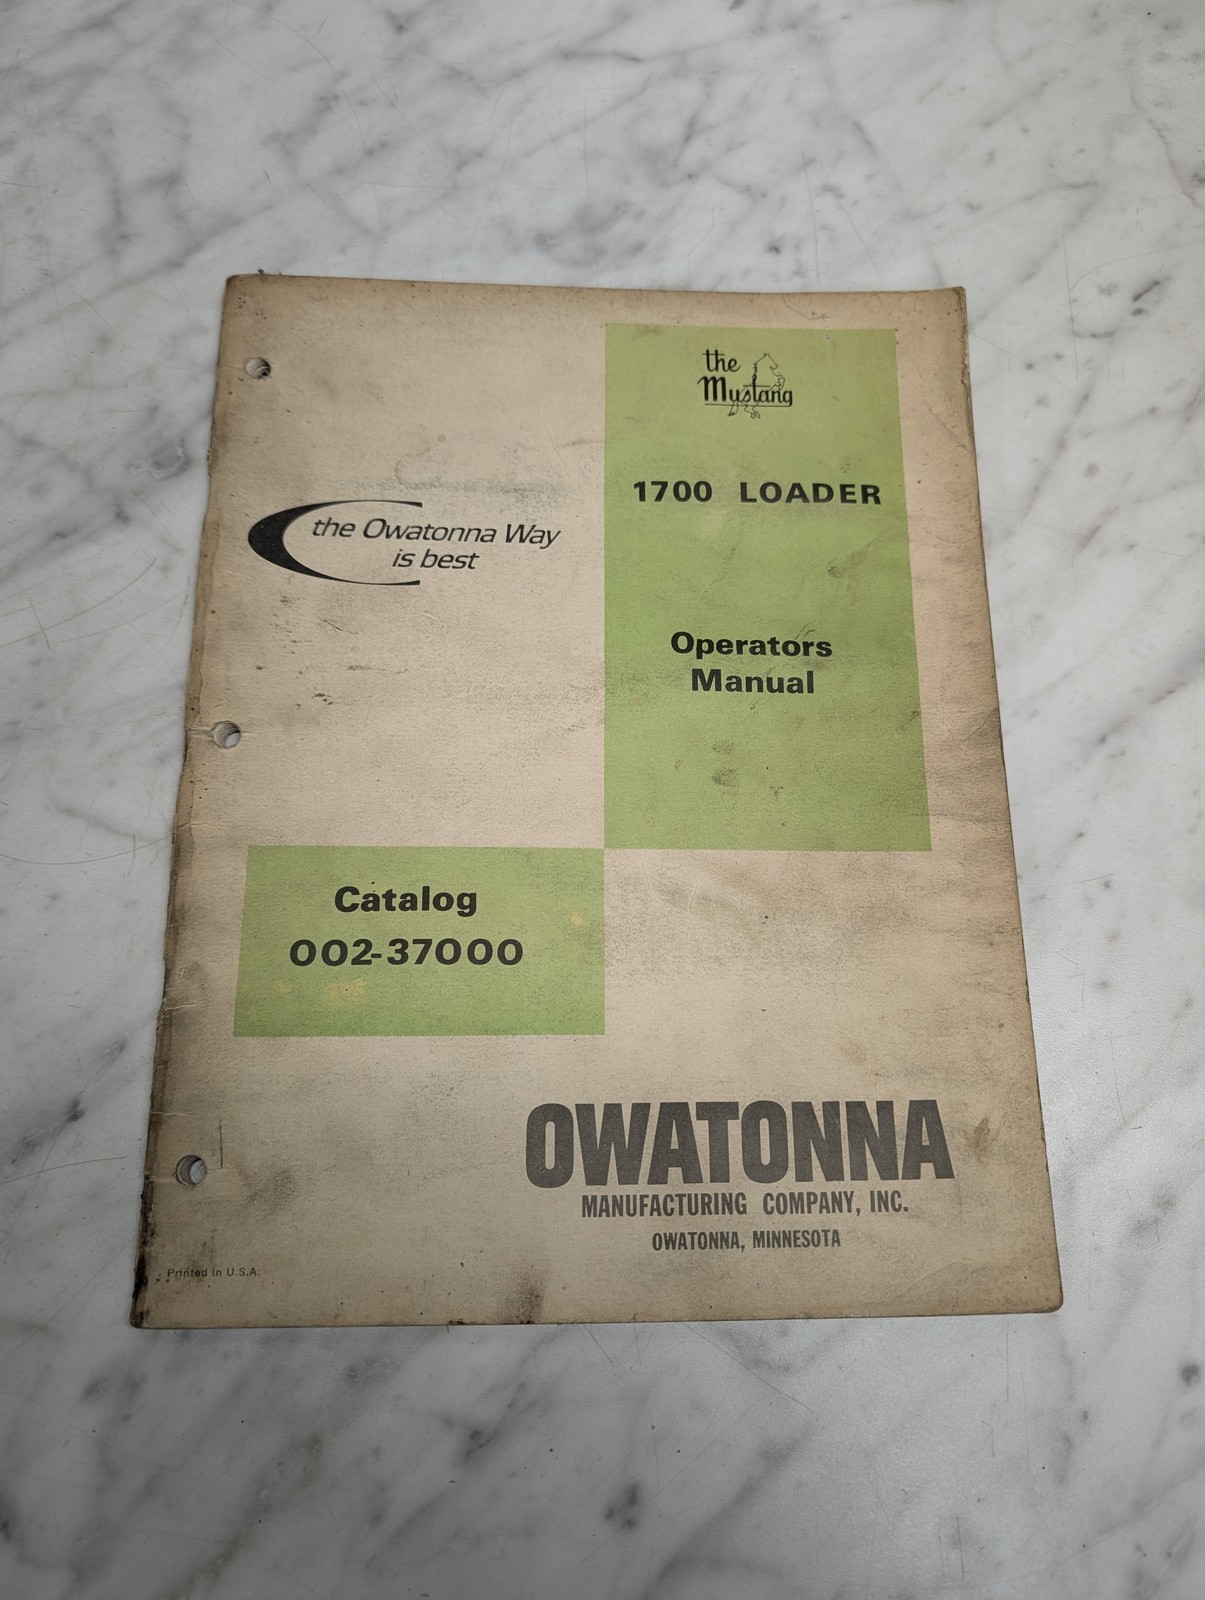 the
Mustang
1700 LOADER
the Owatonna Way
is best
Operators
Manual
Catalog
002-37000
OWATONNA
MANUFACTURING COMPANY, INC.
OWATONNA, MINNESOTA
Printed in U.S.A.